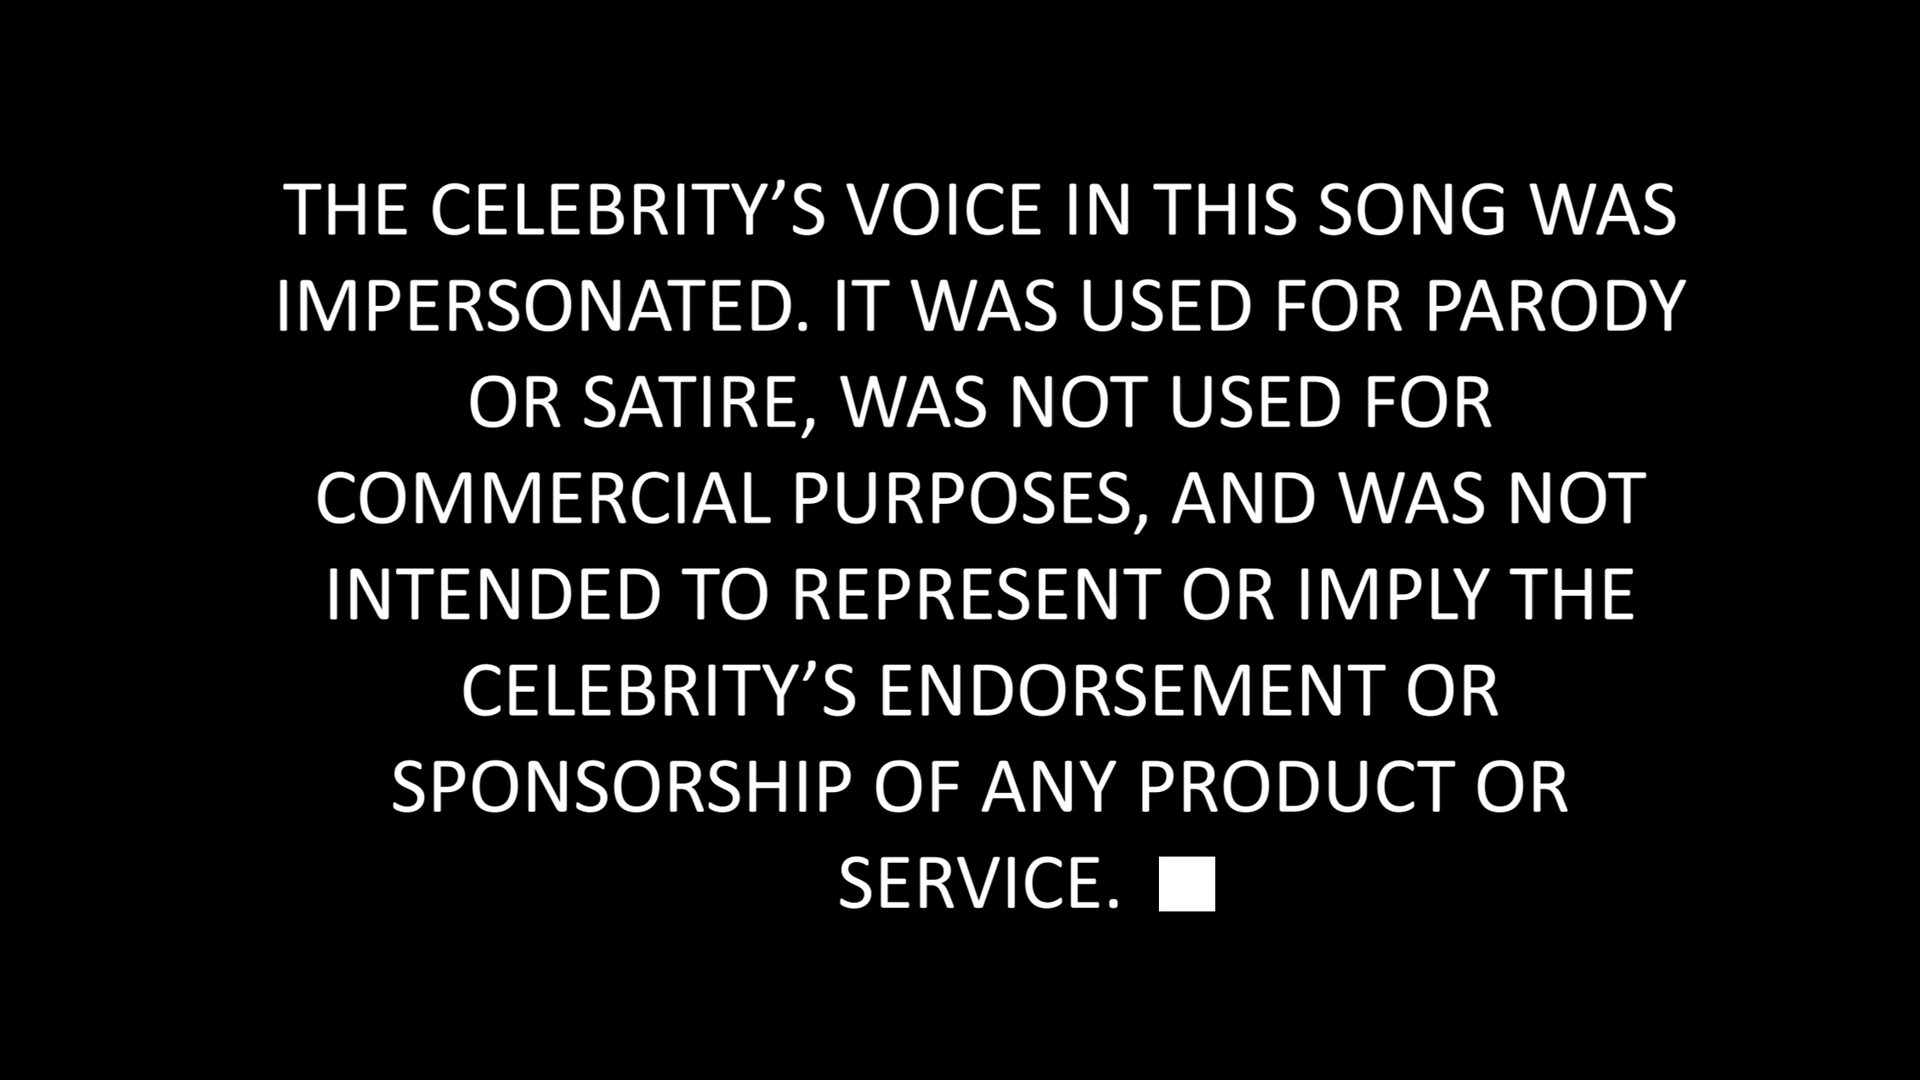 THE CELEBRITY’S VOICE IN THIS SONG WAS
IMPERSONATED. IT WAS USED FOR PARODY
OR SATIRE, WAS NOT USED FOR
COMMERCIAL PURPOSES, AND WAS NOT
INTENDED TO REPRESENT OR IMPLY THE
CELEBRITY’S ENDORSEMENT OR
SPONSORSHIP OF ANY PRODUCT OR
SERVICE.